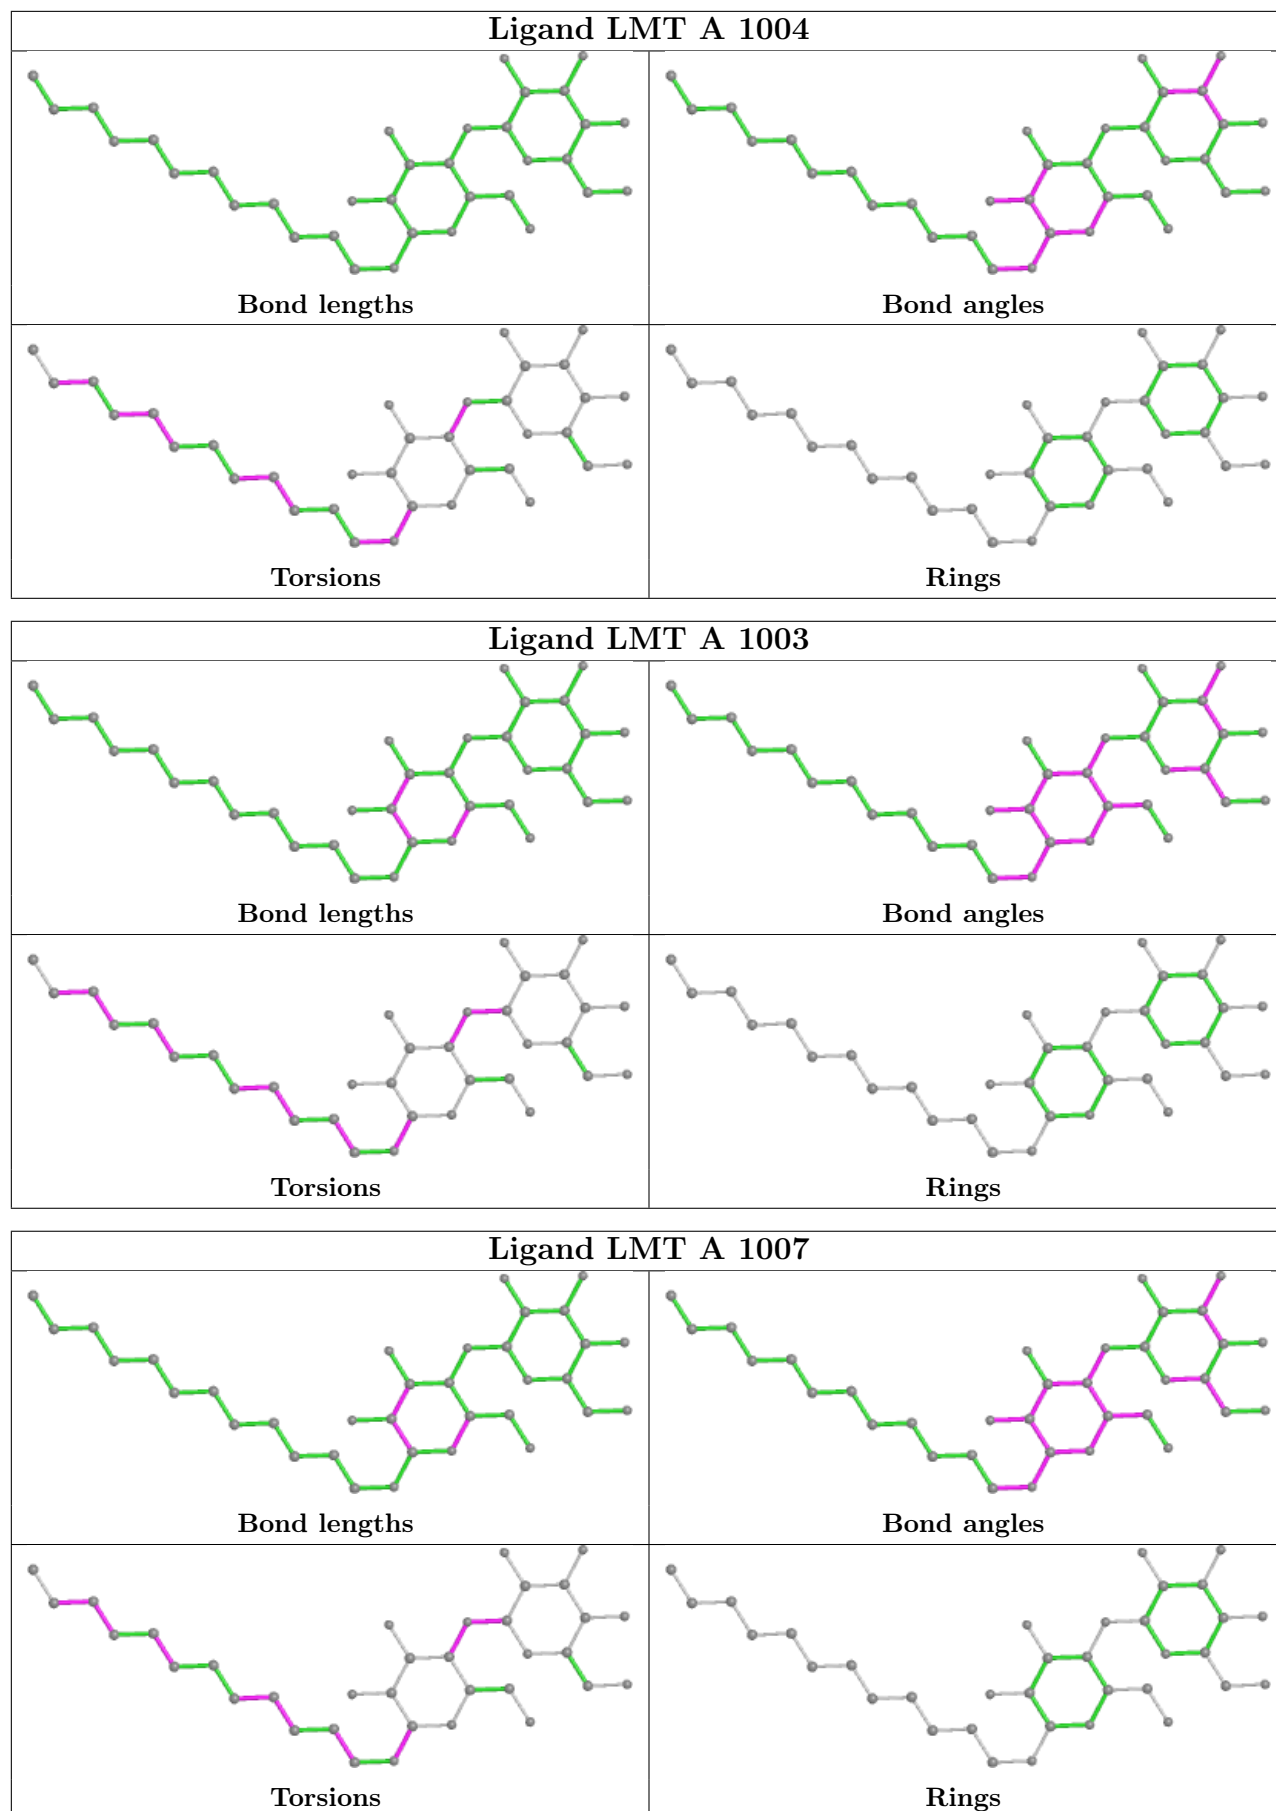 Ligand LMT A 1004
Bond lengths
Bond angles
Torsions
Rings
Ligand LMT A 1003
Bond lengths
Bond angles
Torsions
Rings
Ligand LMT A 1007
Bond lengths
Bond angles
Torsions
Rings